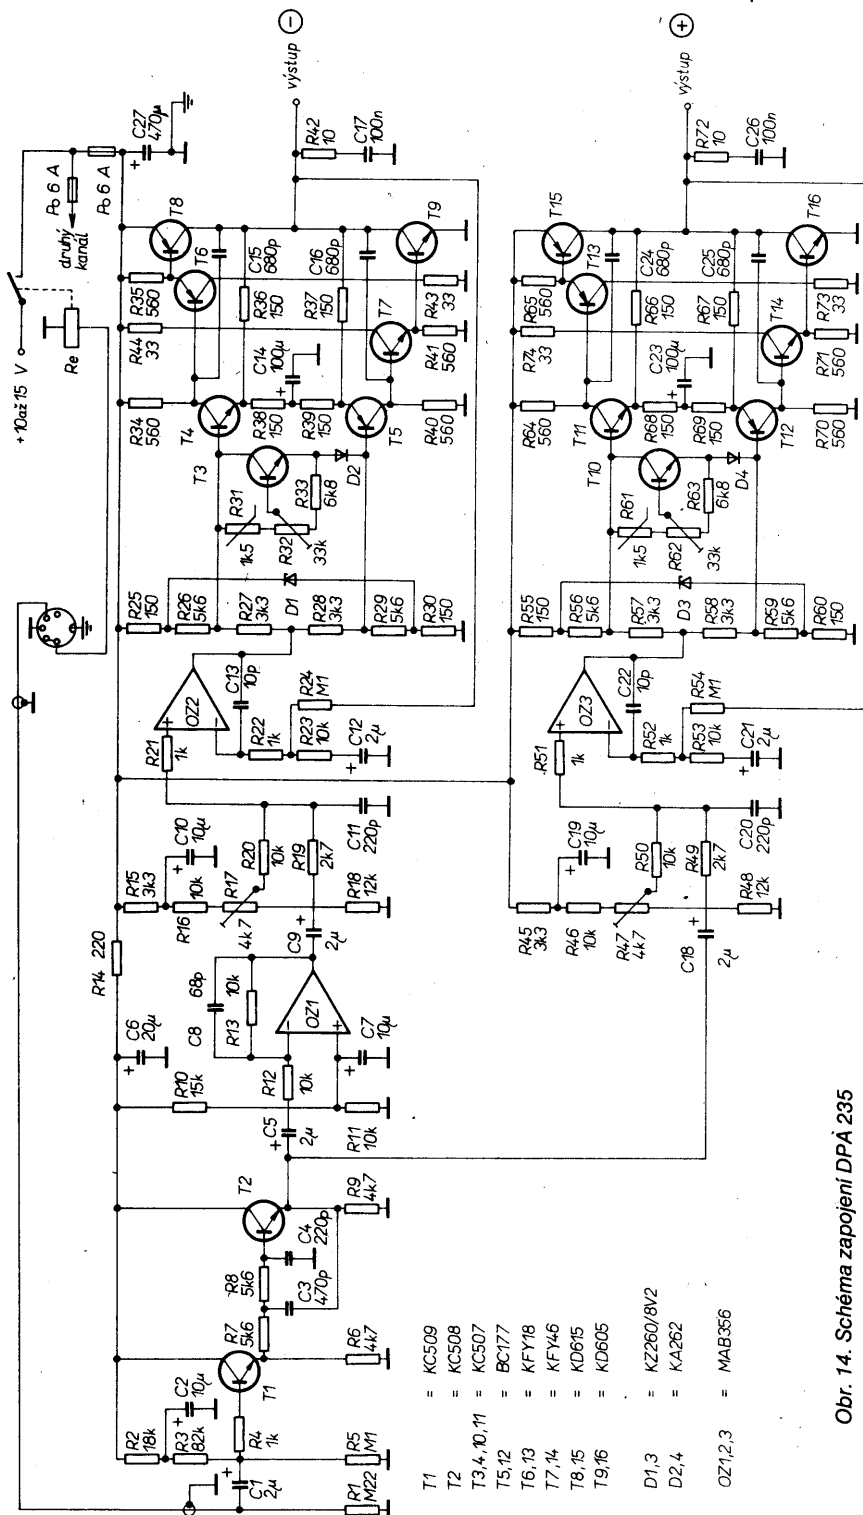 +10až 15 V
Re
Po 6 A
druhý
kanál
Po 6 A
C27
470µ
R35
560
R44
33
T8
T6
C15
680p
C16
680p
R36
150
R37
150
R42
10
C17
100n
výstup
−
T9
T7
R43
33
R41
560
C14
100µ
R34
560
T4
R38
150
R39
150
T5
R40
560
T3
R31
1k5
R32
33k
R33
6k8
D2
D1
R25
150
R26
5k6
R27
3k3
R28
3k3
R29
5k6
R30
150
OZ2
C13
10p
R21
1k
R22
1k
R23
10k
R24
M1
C12
2µ
R14 220
R15
3k3
C10
10µ
R16
10k
R17
4k7
R18
12k
R20
10k
R19
2k7
C11
220p
C9
2µ
C8
68p
R13
10k
OZ1
C7
10µ
C6
20µ
R10
15k
R11
10k
R12
10k
C5
2µ
T2
R9
4k7
C4
220p
C3
470p
R8
5k6
R7
5k6
R6
4k7
T1
R2
18k
C2
10µ
R3
82k
R4
1k
R5
M1
C1
2µ
R1
M22
R65
560
R74
33
T15
T13
C24
680p
C25
680p
R66
150
R67
150
R72
10
C26
100n
výstup
+
T16
T14
R73
33
R71
560
C23
100µ
R64
560
T11
R68
150
R69
150
T12
R70
560
T10
R61
1k5
R62
33k
R63
6k8
D4
D3
R55
150
R56
5k6
R57
3k3
R58
3k3
R59
5k6
R60
150
OZ3
C22
10p
R51
1k
R52
1k
R53
10k
R54
M1
C21
2µ
C19
10µ
R45
3k3
R46
10k
R47
4k7
R48
12k
R50
10k
R49
2k7
C20
220p
C18
2µ
T1 = KC509
T2 = KC508
T3,4,10,11 = KC507
T5,12 = BC177
T6,13 = KFY18
T7,14 = KFY46
T8,15 = KD615
T9,16 = KD605
D1,3 = KZ260/8V2
D2,4 = KA262
OZ1,2,3 = MAB356
Obr. 14. Schéma zapojení DPA 235